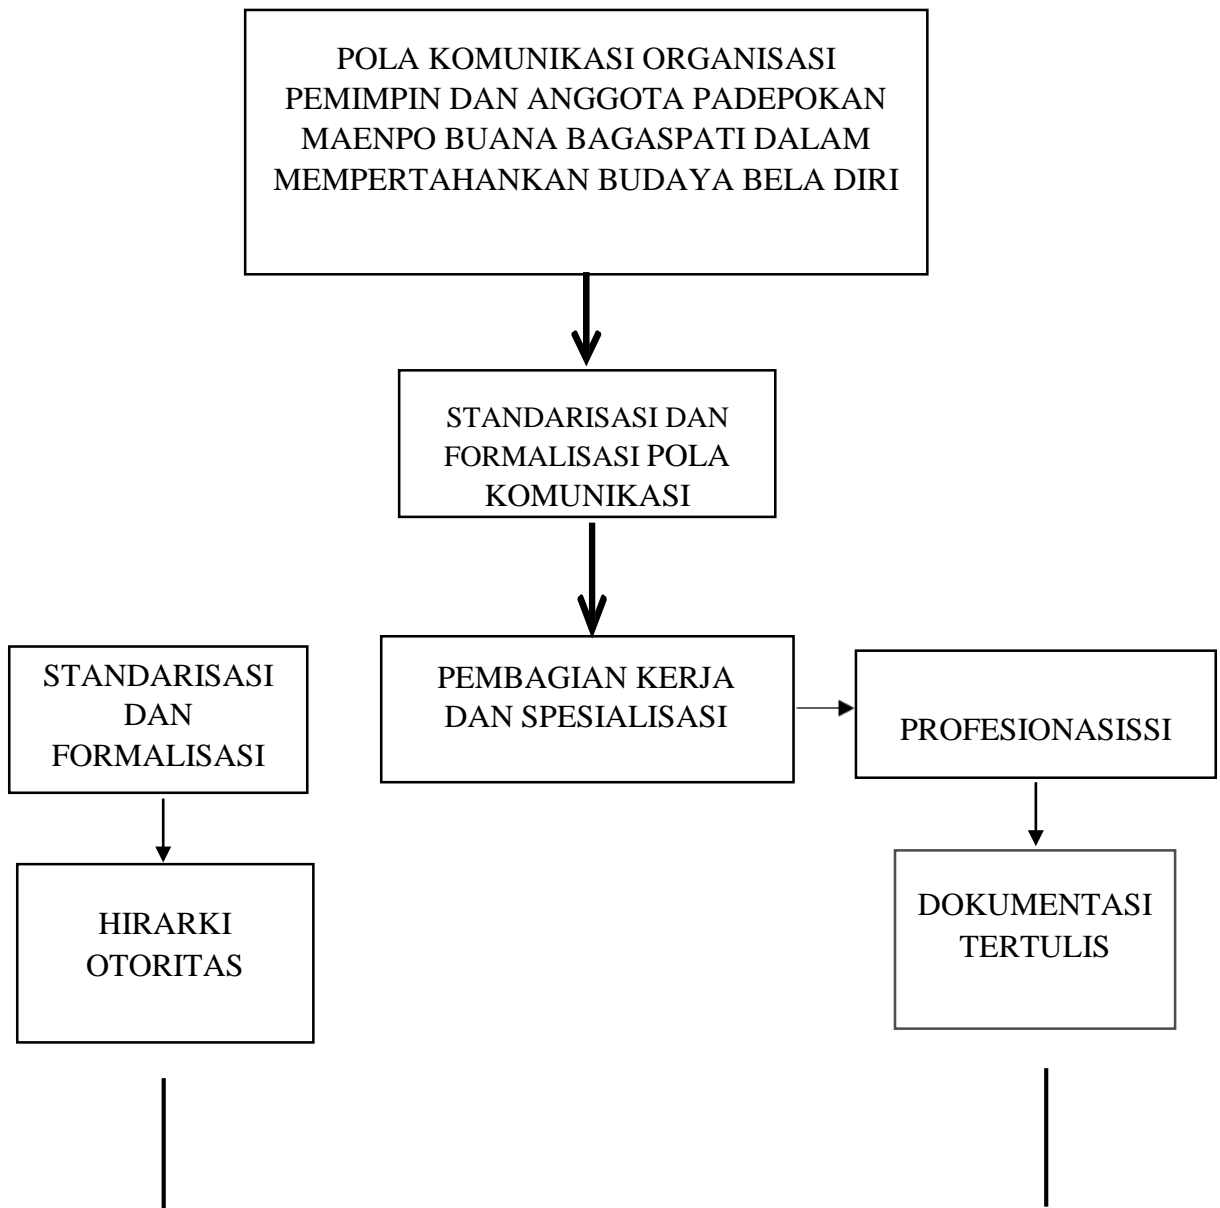 POLA KOMUNIKASI ORGANISASI
PEMIMPIN DAN ANGGOTA PADEPOKAN
MAENPO BUANA BAGASPATI DALAM
MEMPERTAHANKAN BUDAYA BELA DIRI
STANDARISASI DAN
FORMALISASI POLA
KOMUNIKASI
STANDARISASI
DAN
FORMALISASI
PEMBAGIAN KERJA
DAN SPESIALISASI
PROFESIONASISSI
HIRARKI
OTORITAS
DOKUMENTASI
TERTULIS